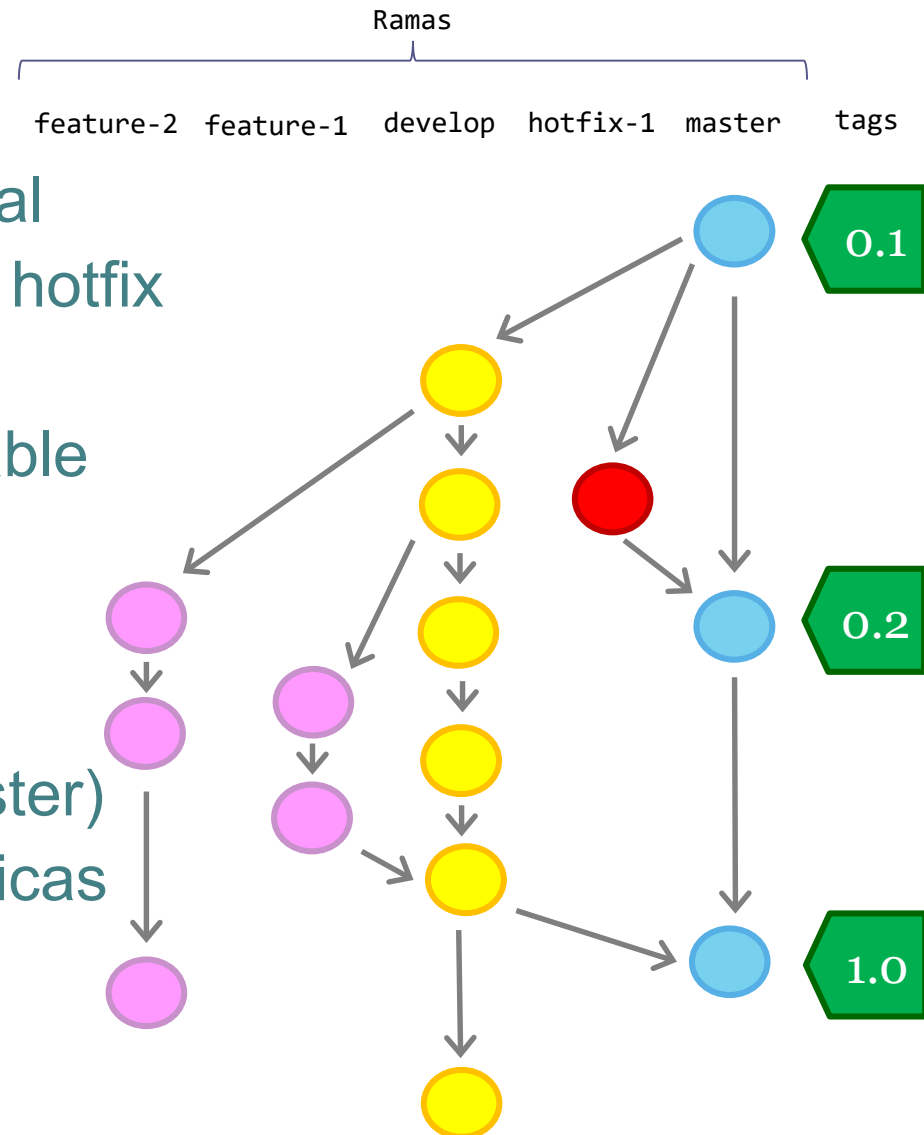 Ramas
feature-2 feature-1 develop hotfix-1 master tags
al
hotfix
ble
ster)
icas
0.1
0.2
1.0